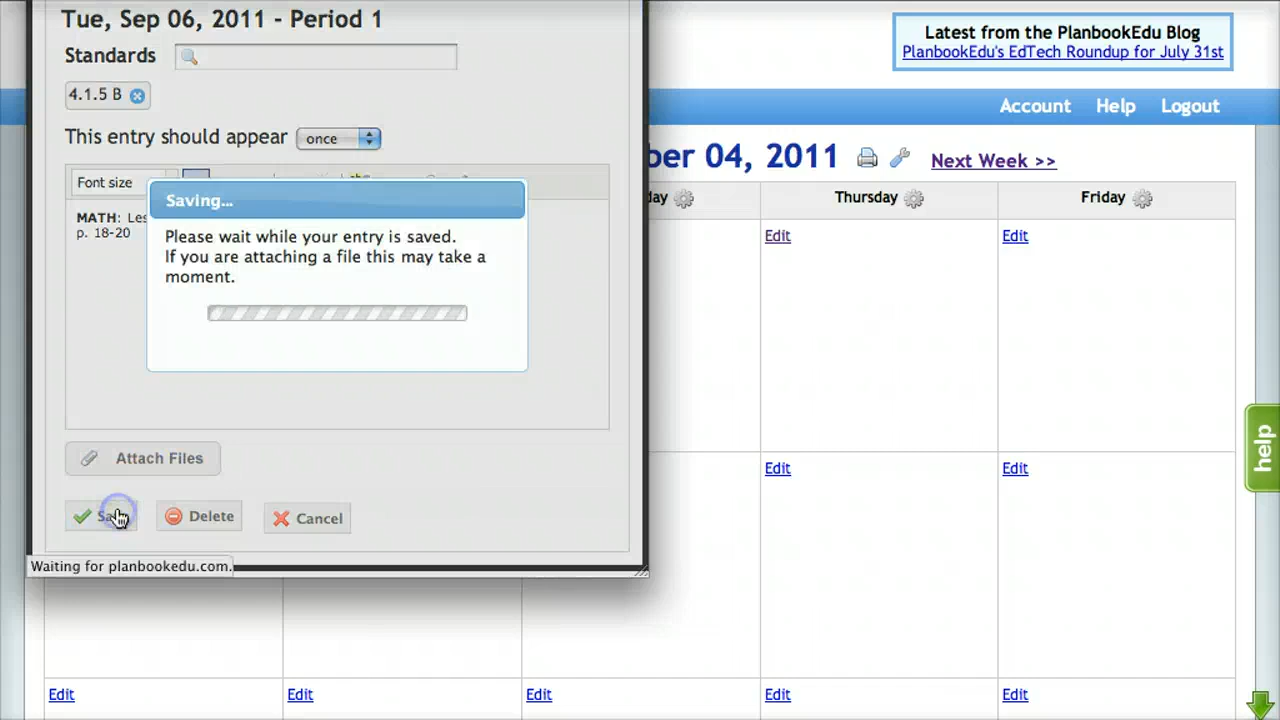 Tue, Sep 06, 2011 - Period 1
Standards
4.1.5 B
This entry should appear once
Font size
MATH:
p. 18-20
Saving...
Please wait while your entry is saved.
If you are attaching a file this may take a
moment.
Attach Files
Delete
Cancel
Waiting for planbookedu.com.
Latest from the PlanbookEdu Blog
PlanbookEdu's EdTech Roundup for July 31st
Account Help Logout
ber 04, 2011 Next Week >>
day Thursday Friday
Edit Edit
Edit Edit
Edit Edit Edit Edit Edit
help